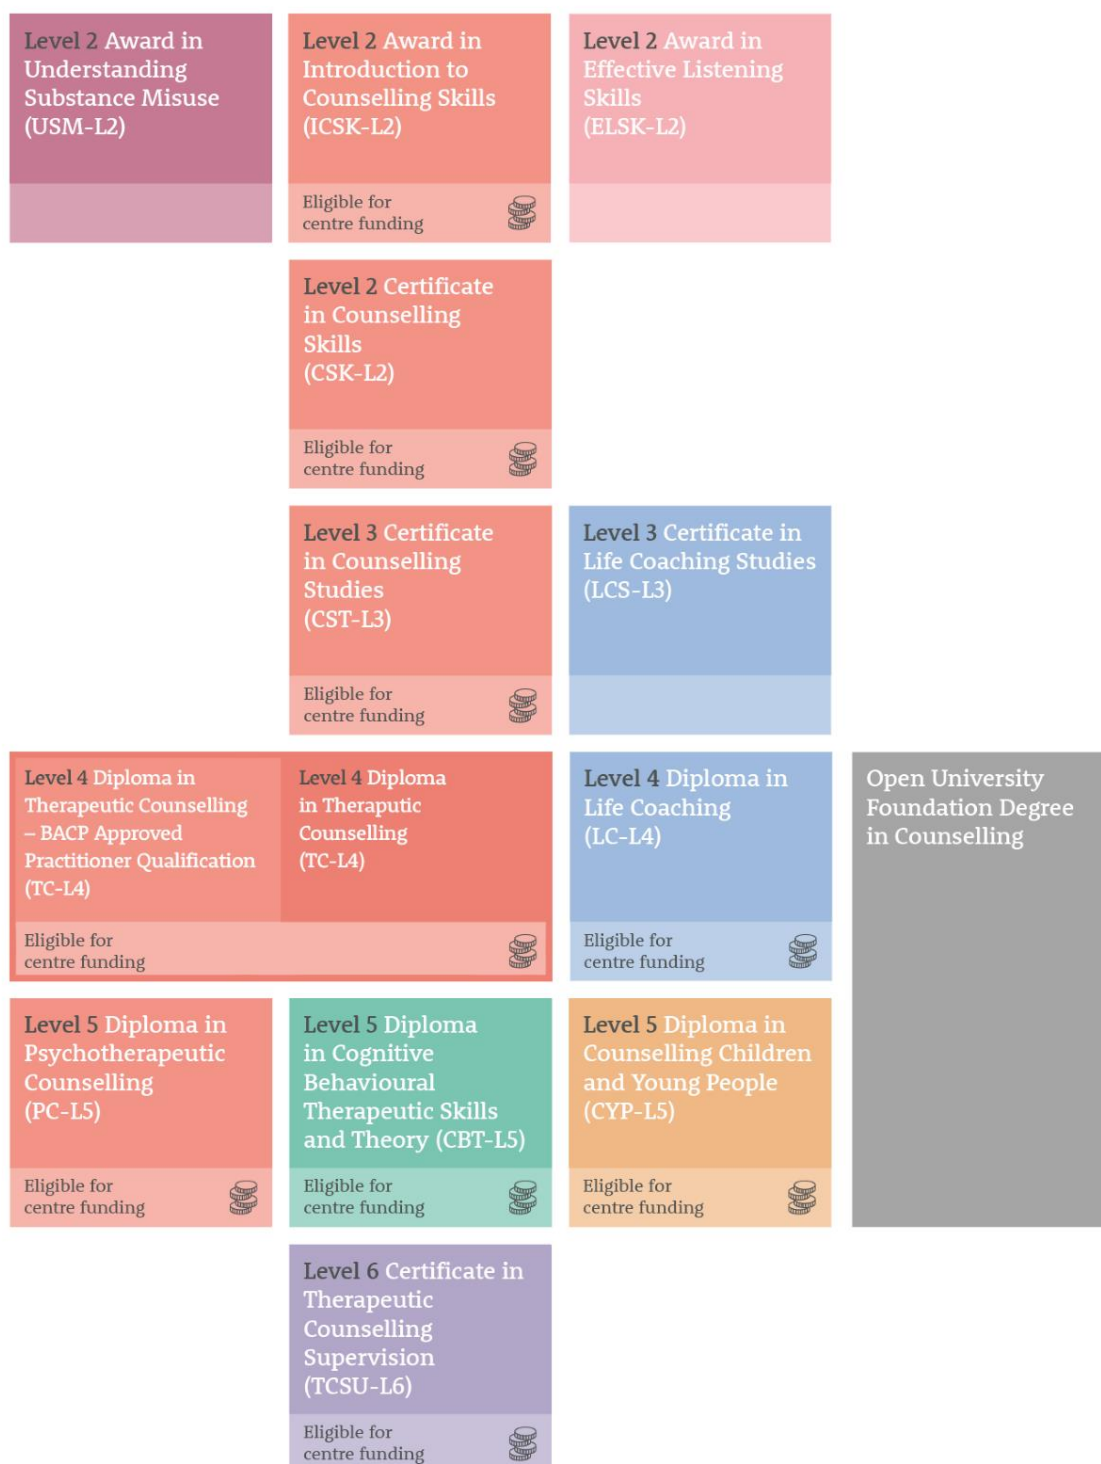 Level 2 Award in
Understanding
Substance Misuse
(USM-L2)
Level 2 Award in
Introduction to
Counselling Skills
(ICSK-L2)
Eligible for
centre funding
Level 2 Award in
Effective Listening
Skills
(ELSK-L2)
Level 2 Certificate
in Counselling
Skills
(CSK-L2)
Eligible for
centre funding
Level 3 Certificate
in Counselling
Studies
(CST-L3)
Eligible for
centre funding
Level 3 Certificate in
Life Coaching Studies
(LCS-L3)
Level 4 Diploma in
Therapeutic Counselling
– BACP Approved
Practitioner Qualification
(TC-L4)
Level 4 Diploma
in Theraputic
Counselling
(TC-L4)
Eligible for
centre funding
Level 4 Diploma in
Life Coaching
(LC-L4)
Eligible for
centre funding
Open University
Foundation Degree
in Counselling
Level 5 Diploma in
Psychotherapeutic
Counselling
(PC-L5)
Eligible for
centre funding
Level 5 Diploma
in Cognitive
Behavioural
Therapeutic Skills
and Theory (CBT-L5)
Eligible for
centre funding
Level 5 Diploma in
Counselling Children
and Young People
(CYP-L5)
Eligible for
centre funding
Level 6 Certificate in
Therapeutic
Counselling
Supervision
(TCSU-L6)
Eligible for
centre funding